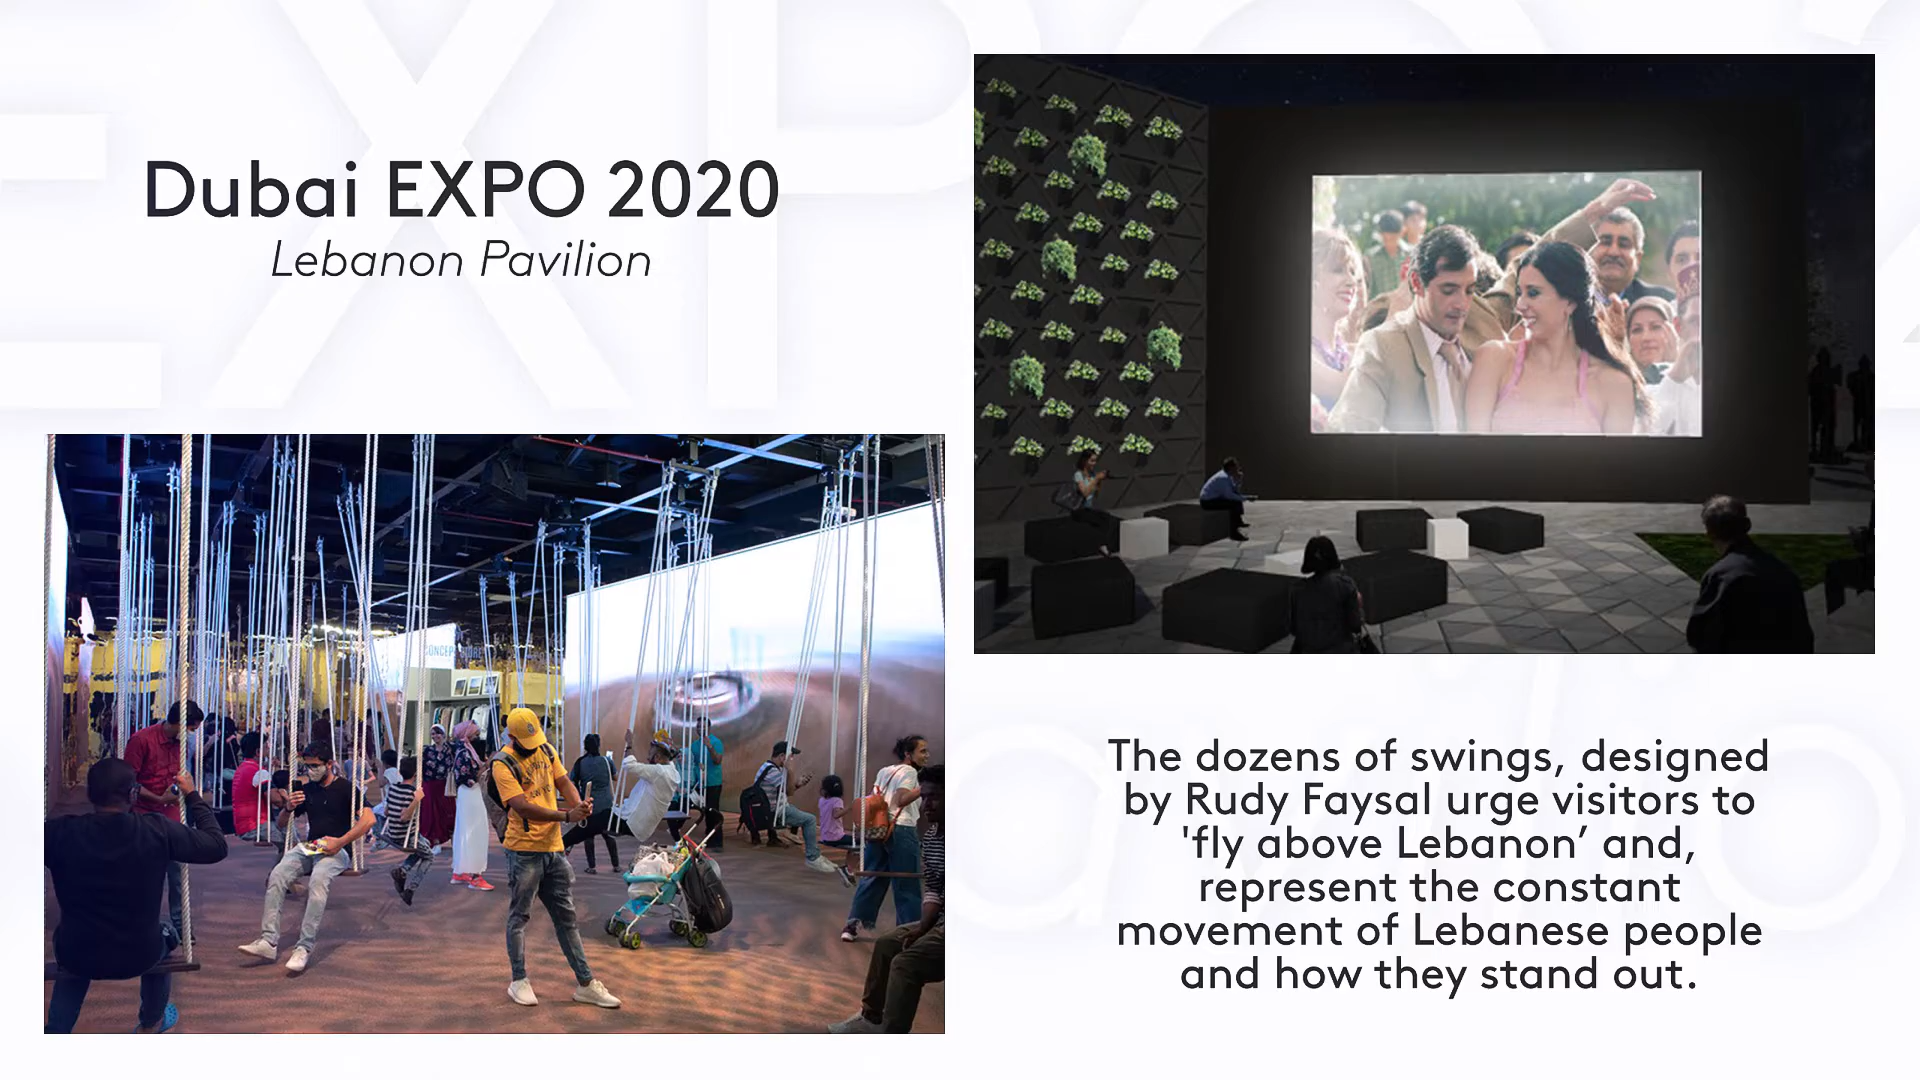 Dubai EXPO 2020
Lebanon Pavilion
The dozens of swings, designed
by Rudy Faysal urge visitors to
'fly above Lebanon’ and,
represent the constant
movement of Lebanese people
and how they stand out.